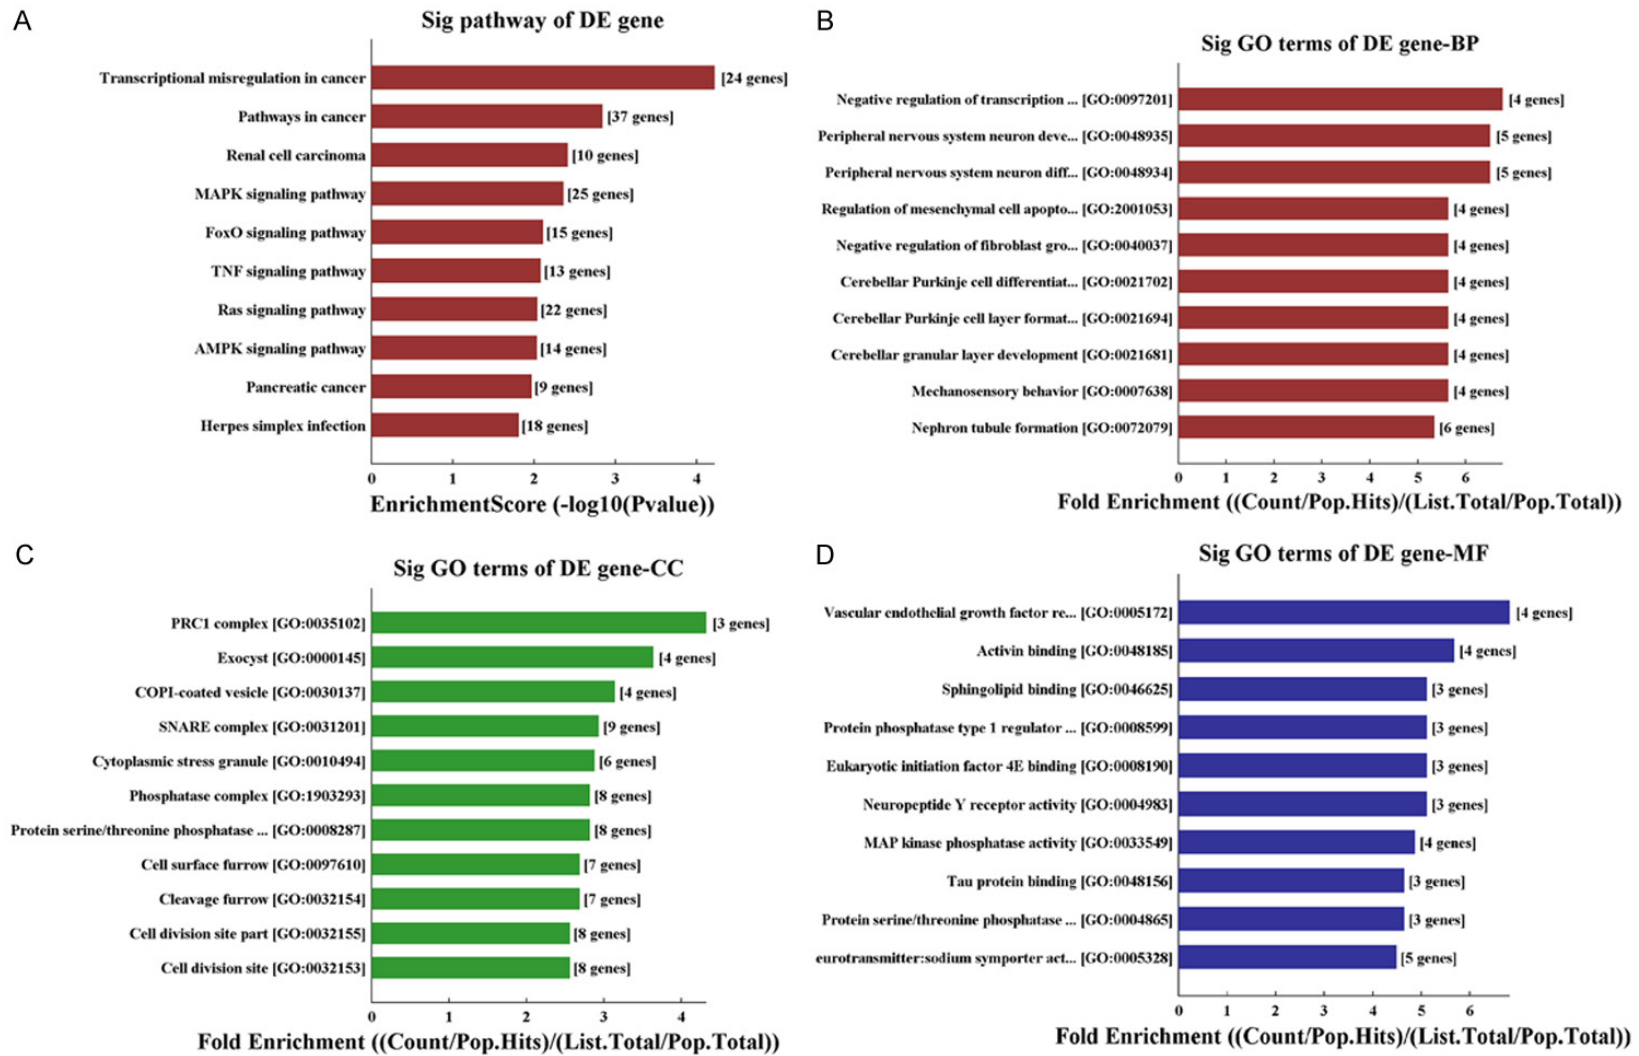 A
Sig pathway of DE gene
Transcriptional misregulation in cancer [24 genes]
Pathways in cancer [37 genes]
Renal cell carcinoma [10 genes]
MAPK signaling pathway [25 genes]
FoxO signaling pathway [15 genes]
TNF signaling pathway [13 genes]
Ras signaling pathway [22 genes]
AMPK signaling pathway [14 genes]
Pancreatic cancer [9 genes]
Herpes simplex infection [18 genes]
0 1 2 3 4
EnrichmentScore (-log10(Pvalue))
B
Sig GO terms of DE gene-BP
Negative regulation of transcription ... [GO:0097201] [4 genes]
Peripheral nervous system neuron deve... [GO:0048935] [5 genes]
Peripheral nervous system neuron diff... [GO:0048934] [5 genes]
Regulation of mesenchymal cell apopto... [GO:2001053] [4 genes]
Negative regulation of fibroblast gro... [GO:0040037] [4 genes]
Cerebellar Purkinje cell differentiat... [GO:0021702] [4 genes]
Cerebellar Purkinje cell layer format... [GO:0021694] [4 genes]
Cerebellar granular layer development [GO:0021681] [4 genes]
Mechanosensory behavior [GO:0007638] [4 genes]
Nephron tubule formation [GO:0072079] [6 genes]
0 1 2 3 4 5 6
Fold Enrichment ((Count/Pop.Hits)/(List.Total/Pop.Total))
C
Sig GO terms of DE gene-CC
PRC1 complex [GO:0035102] [3 genes]
Exocyst [GO:0000145] [4 genes]
COPI-coated vesicle [GO:0030137] [4 genes]
SNARE complex [GO:0031201] [9 genes]
Cytoplasmic stress granule [GO:0010494] [6 genes]
Phosphatase complex [GO:1903293] [8 genes]
Protein serine/threonine phosphatase ... [GO:0008287] [8 genes]
Cell surface furrow [GO:0097610] [7 genes]
Cleavage furrow [GO:0032154] [7 genes]
Cell division site part [GO:0032155] [8 genes]
Cell division site [GO:0032153] [8 genes]
0 1 2 3 4
Fold Enrichment ((Count/Pop.Hits)/(List.Total/Pop.Total))
D
Sig GO terms of DE gene-MF
Vascular endothelial growth factor re... [GO:0005172] [4 genes]
Activin binding [GO:0048185] [4 genes]
Sphingolipid binding [GO:0046625] [3 genes]
Protein phosphatase type 1 regulator ... [GO:0008599] [3 genes]
Eukaryotic initiation factor 4E binding [GO:0008190] [3 genes]
Neuropeptide Y receptor activity [GO:0004983] [3 genes]
MAP kinase phosphatase activity [GO:0033549] [4 genes]
Tau protein binding [GO:0048156] [3 genes]
Protein serine/threonine phosphatase ... [GO:0004865] [3 genes]
eurotransmitter:sodium symporter act... [GO:0005328] [5 genes]
0 1 2 3 4 5 6
Fold Enrichment ((Count/Pop.Hits)/(List.Total/Pop.Total))